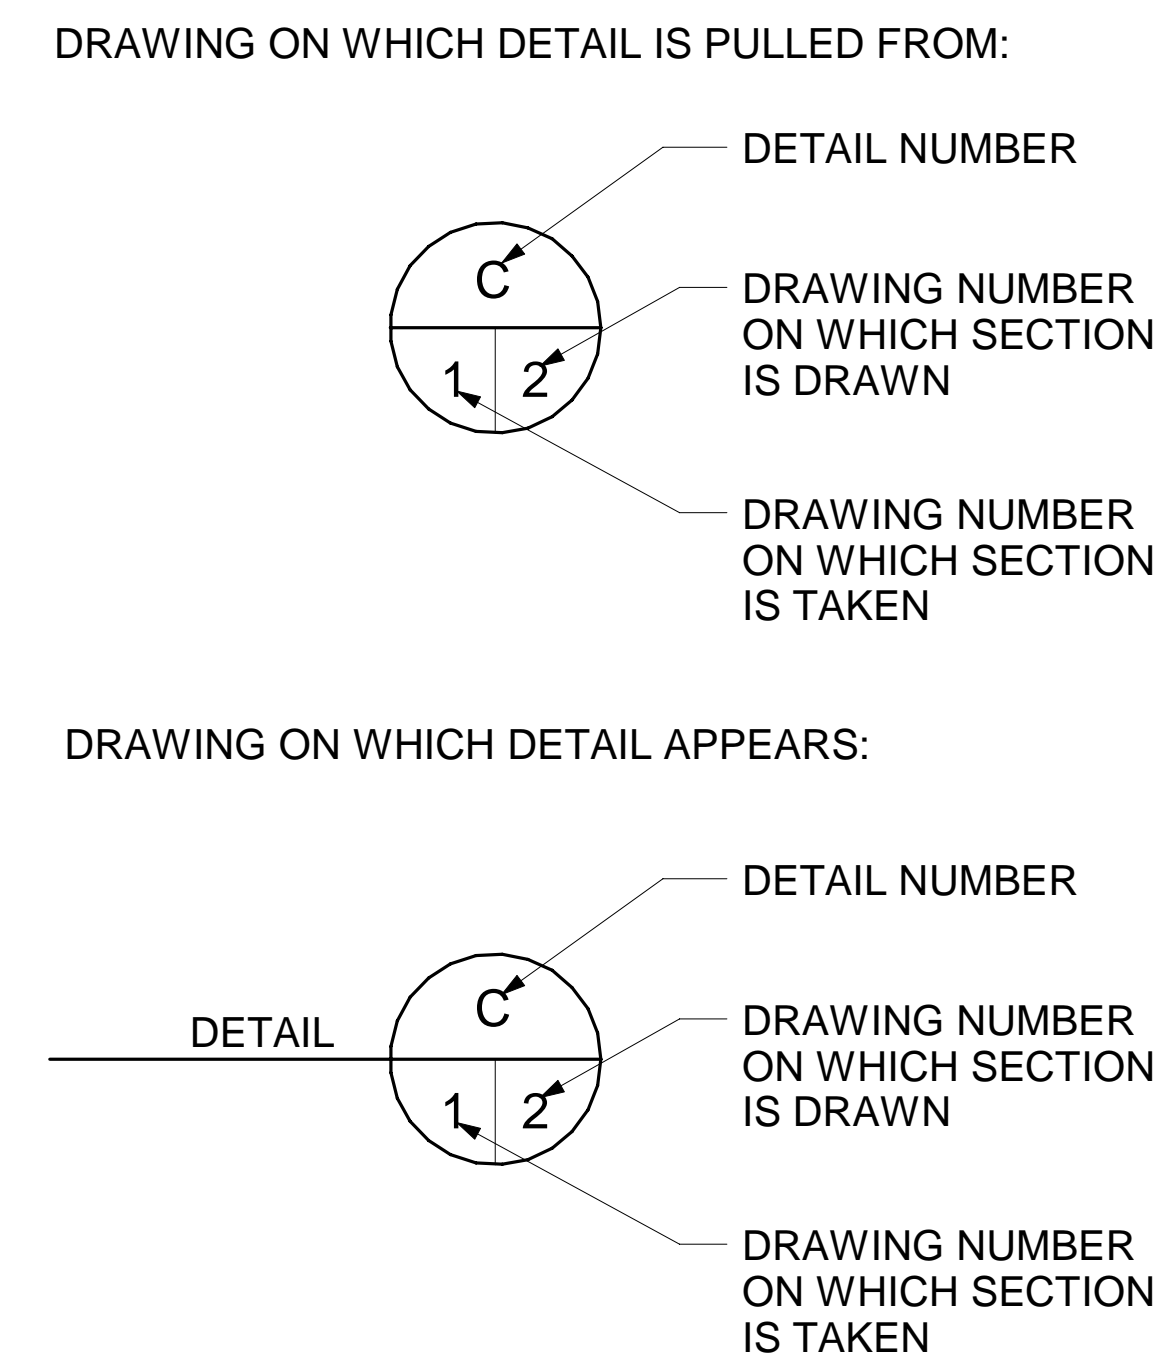 DRAWING ON WHICH DETAIL IS PULLED FROM:
DETAIL NUMBER
C
DRAWING NUMBER
ON WHICH SECTION
IS DRAWN
1 2
DRAWING NUMBER
ON WHICH SECTION
IS TAKEN
DRAWING ON WHICH DETAIL APPEARS:
DETAIL NUMBER
C
DETAIL
DRAWING NUMBER
ON WHICH SECTION
IS DRAWN
1 2
DRAWING NUMBER
ON WHICH SECTION
IS TAKEN